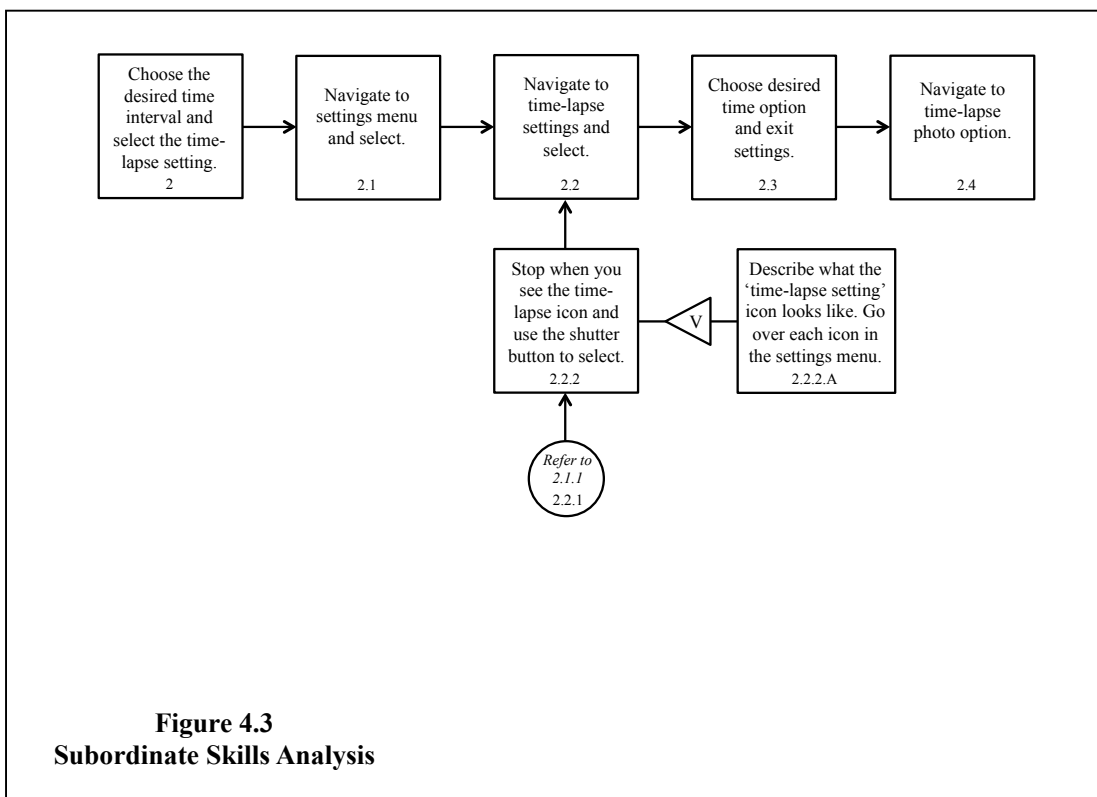 Choose the
desired time
interval and
select the time-
lapse setting.
2
Navigate to
settings menu
and select.
2.1
Navigate to
time-lapse
settings and
select.
2.2
Choose desired
time option
and exit
settings.
2.3
Navigate to
time-lapse
photo option.
2.4
Stop when you
see the time-
lapse icon and
use the shutter
button to select.
2.2.2
V
Describe what the
‘time-lapse setting’
icon looks like. Go
over each icon in
the settings menu.
2.2.2.A
Refer to
2.1.1
2.2.1
Figure 4.3
Subordinate Skills Analysis